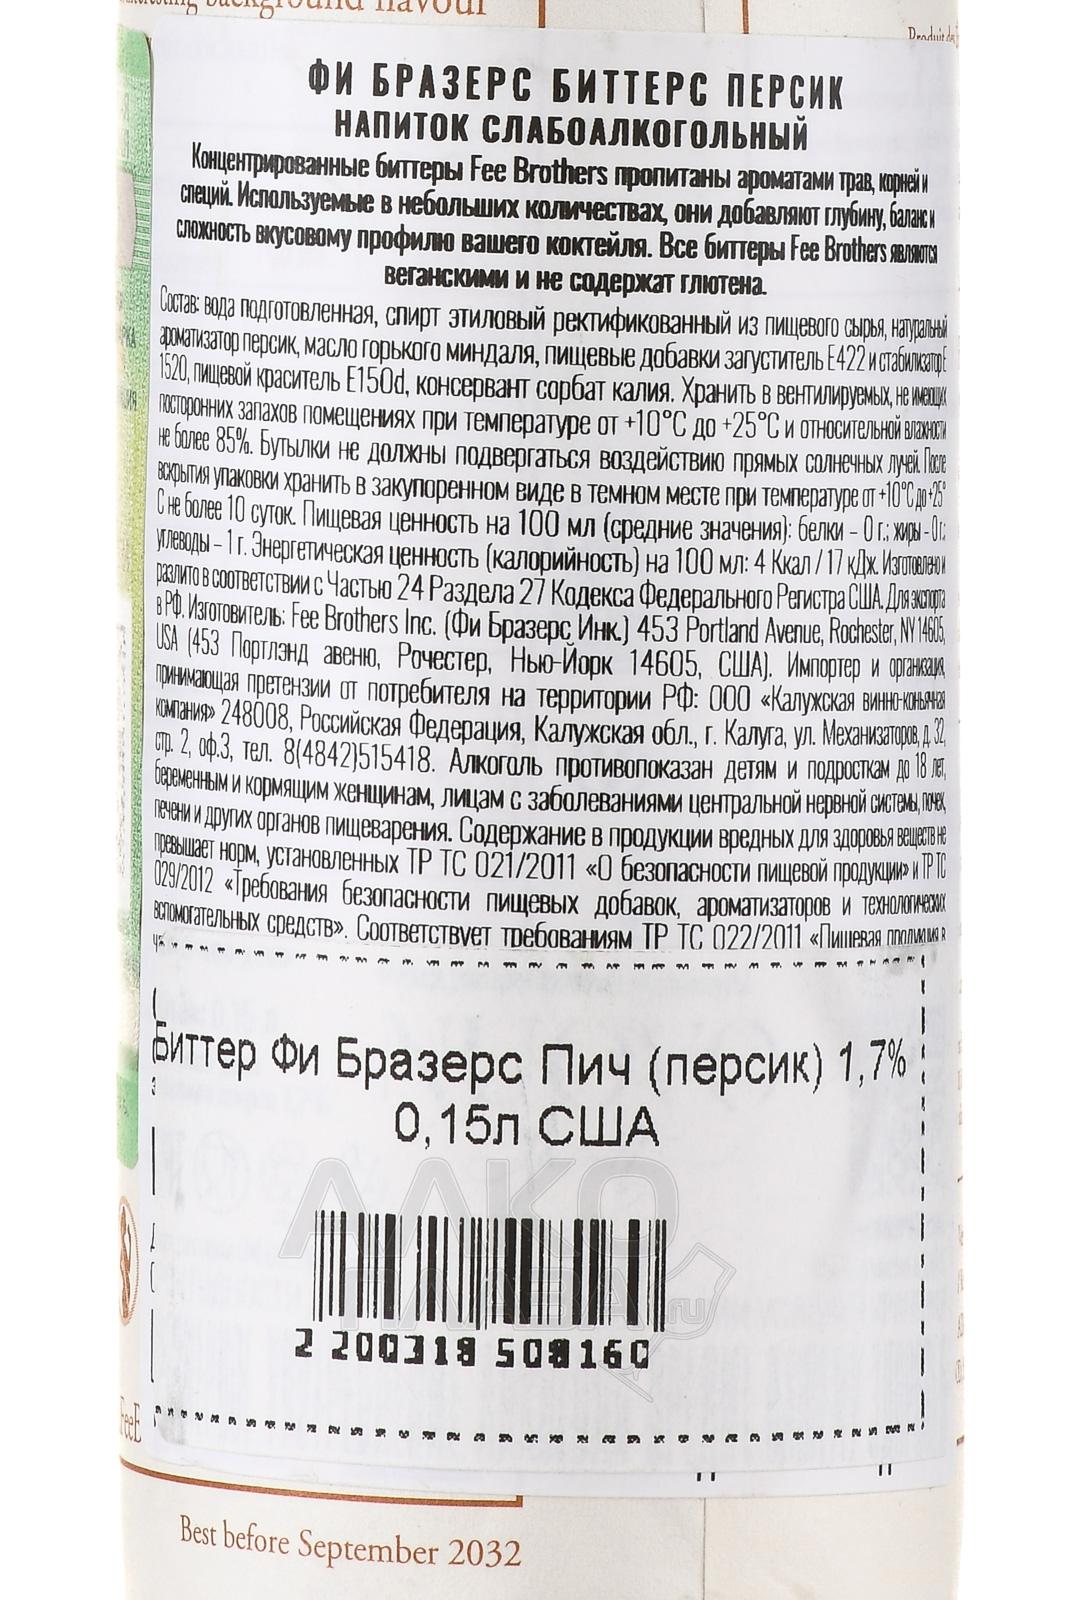 background flavour
ФИ БРАЗЕРС БИТТЕРС ПЕРСИК
НАПИТОК СЛАБОАЛКОГОЛЬНЫЙ
Концентрированные биттеры Fee Brothers пропитаны ароматами трав, корней и
специй. Используемые в небольших количествах, они добавляют глубину, баланс и
сложность вкусовому профилю вашего коктейля. Все биттеры Fee Brothers являются
веганскими и не содержат глютена.
Состав: вода подготовленная, спирт этиловый ректификованный из пищевого сырья, натуральный
ароматизатор персик, масло горького миндаля, пищевые добавки загуститель Е422 и стабилизатор Е
1520, пищевой краситель Е150d, консервант сорбат калия. Хранить в вентилируемых, не имеющих
посторонних запахов помещениях при температуре от +10°С до +25°С и относительной влажности
не более 85%. Бутылки не должны подвергаться воздействию прямых солнечных лучей. После
вскрытия упаковки хранить в закупоренном виде в темном месте при температуре от +10°С до +25°
С не более 10 суток. Пищевая ценность на 100 мл (средние значения): белки – 0 г.; жиры - 0 г.;
углеводы – 1 г. Энергетическая ценность (калорийность) на 100 мл: 4 Ккал / 17 кДж. Изготовлено и
разлито в соответствии с Частью 24 Раздела 27 Кодекса Федерального Регистра США. Для экспорта
в РФ. Изготовитель: Fee Brothers Inc. (Фи Бразерс Инк.) 453 Portland Avenue, Rochester, NY 14605,
USA (453 Портлэнд авеню, Рочестер, Нью-Йорк 14605, США). Импортер и организация,
принимающая претензии от потребителя на территории РФ: ООО «Калужская винно-коньячная
компания» 248008, Российская Федерация, Калужская обл., г. Калуга, ул. Механизаторов, д. 32,
стр. 2, оф.3, тел. 8(4842)515418. Алкоголь противопоказан детям и подросткам до 18 лет,
беременным и кормящим женщинам, лицам с заболеваниями центральной нервной системы, почек,
печени и других органов пищеварения. Содержание в продукции вредных для здоровья веществ не
превышает норм, установленных ТР ТС 021/2011 «О безопасности пищевой продукции» и ТР ТС
029/2012 «Требования безопасности пищевых добавок, ароматизаторов и технологических
вспомогательных средств». Соответствует требованиям ТР ТС 022/2011 «Пищевая продукция в
Биттер Фи Бразерс Пич (персик) 1,7%
0,15л США
АЛКО
ПЛАЗА.ru
2 200318 508160
FeeB
Best before September 2032